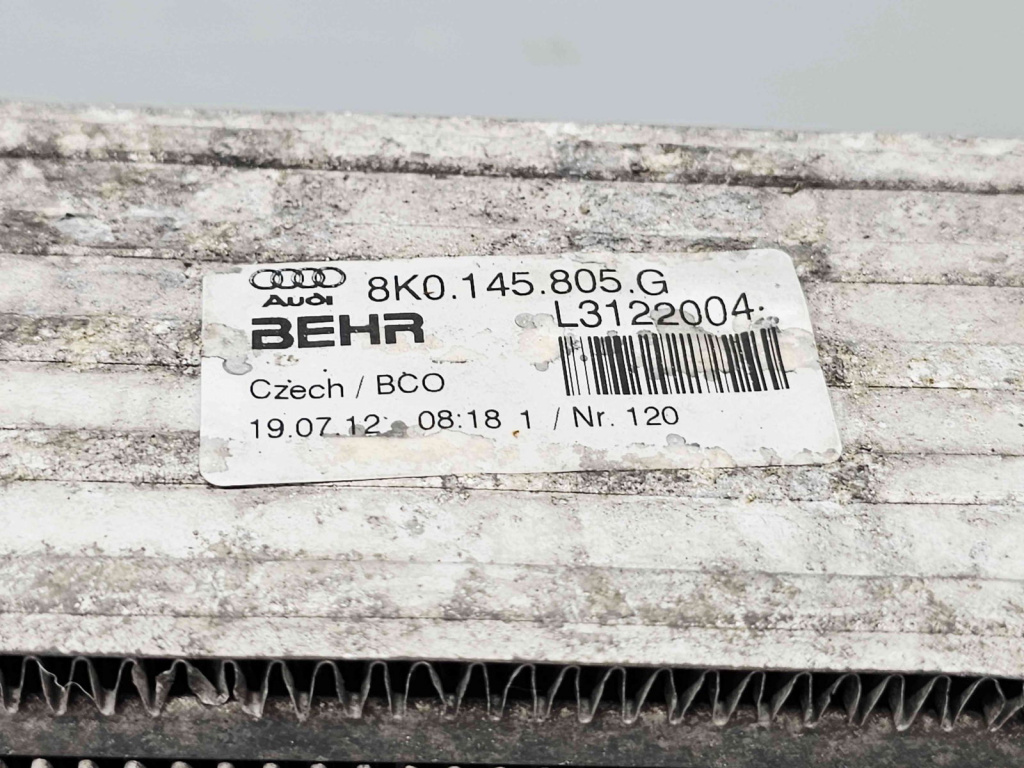 Audi 8K0.145.805.G
BEHR L3122004
Czech / BCO
19.07.12 08:18 1 / Nr. 120